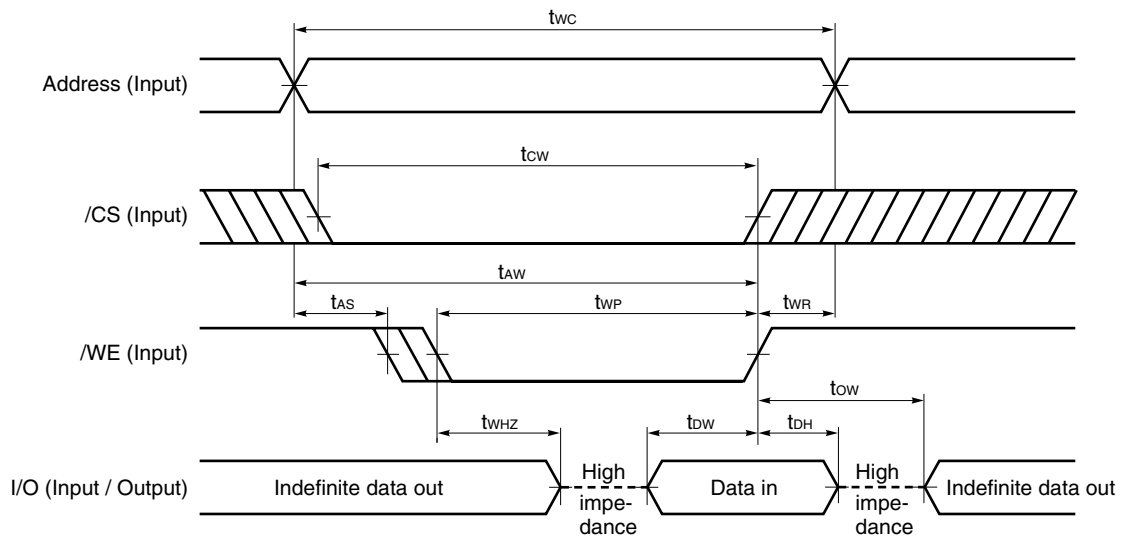 tWC
Address (Input)
tCW
/CS (Input)
tAW
tAS
tWP
tWR
/WE (Input)
tOW
tWHZ
tDW
tDH
I/O (Input / Output)
Indefinite data out
High
impe-
dance
Data in
High
impe-
dance
Indefinite data out